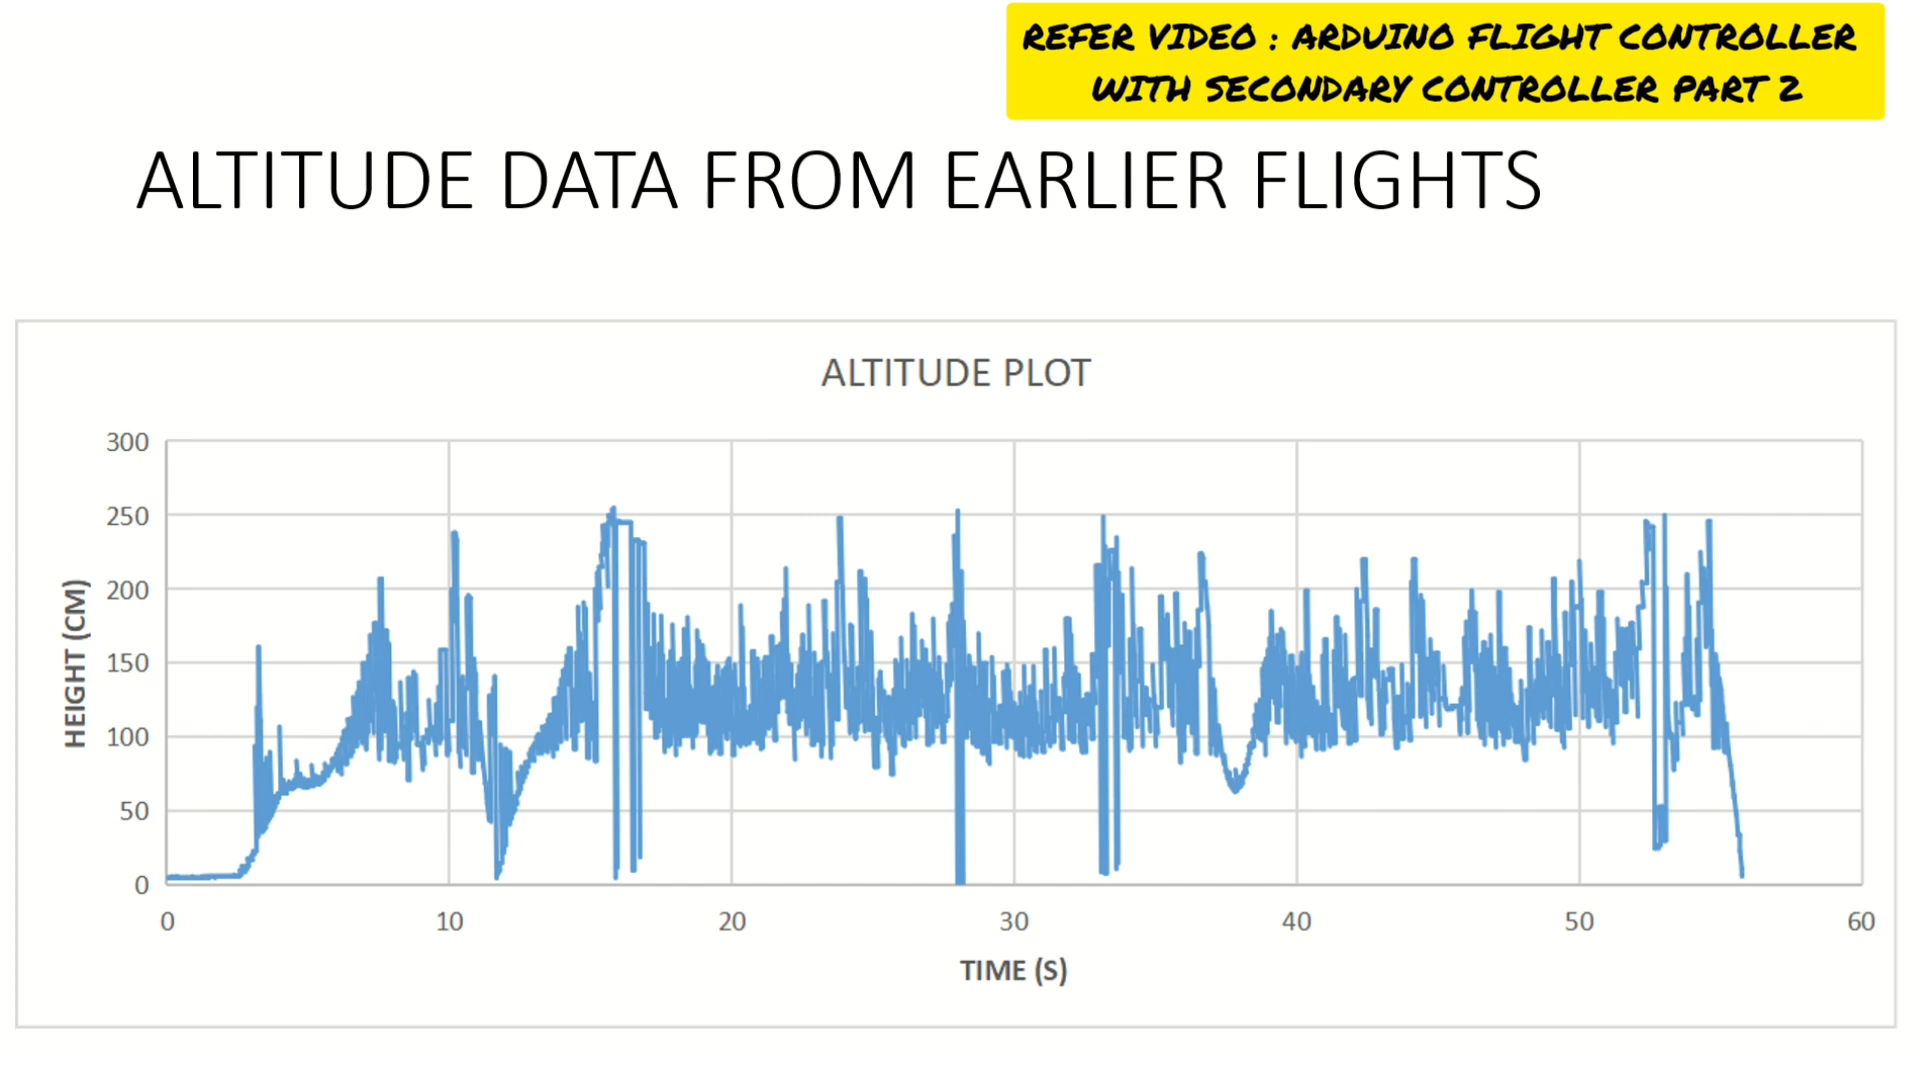 REFER VIDEO : ARDUINO FLIGHT CONTROLLER
WITH SECONDARY CONTROLLER PART 2
ALTITUDE DATA FROM EARLIER FLIGHTS
ALTITUDE PLOT
300
250
200
150
100
50
0
HEIGHT (CM)
0 10 20 30 40 50 60
TIME (S)